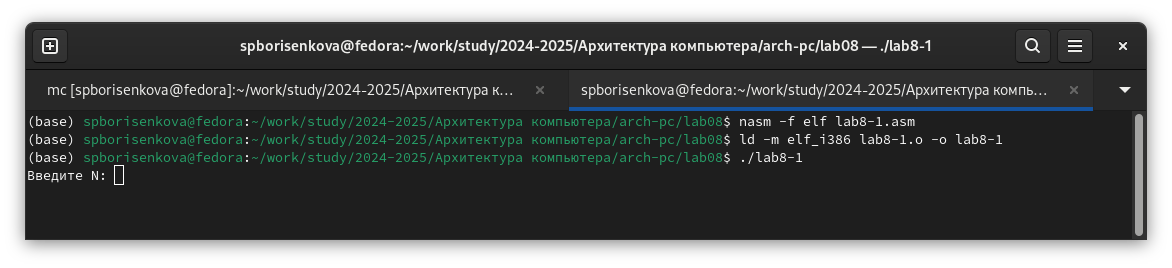 spborisenkova@fedora:~/work/study/2024-2025/Архитектура компьютера/arch-pc/lab08 — ./lab8-1
mc [spborisenkova@fedora]:~/work/study/2024-2025/Архитектура к...
spborisenkova@fedora:~/work/study/2024-2025/Архитектура компь...
(base) spborisenkova@fedora:~/work/study/2024-2025/Архитектура компьютера/arch-pc/lab08$ nasm -f elf lab8-1.asm
(base) spborisenkova@fedora:~/work/study/2024-2025/Архитектура компьютера/arch-pc/lab08$ ld -m elf_i386 lab8-1.o -o lab8-1
(base) spborisenkova@fedora:~/work/study/2024-2025/Архитектура компьютера/arch-pc/lab08$ ./lab8-1
Введите N: